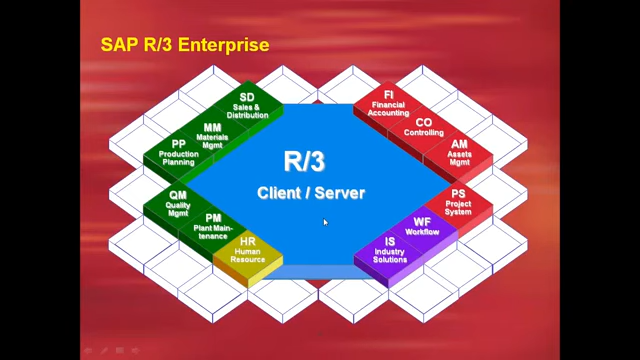 SAP R/3 Enterprise
SD
Sales &
Distribution
MM
Materials
Mgmt
PP
Production
Planning
QM
Quality
Mgmt
PM
Plant Main-
tenance
HR
Human
Resource
R/3
Client / Server
FI
Financial
Accounting
CO
Controlling
AM
Assets
Mgmt
PS
Project
System
WF
Workflow
IS
Industry
Solutions